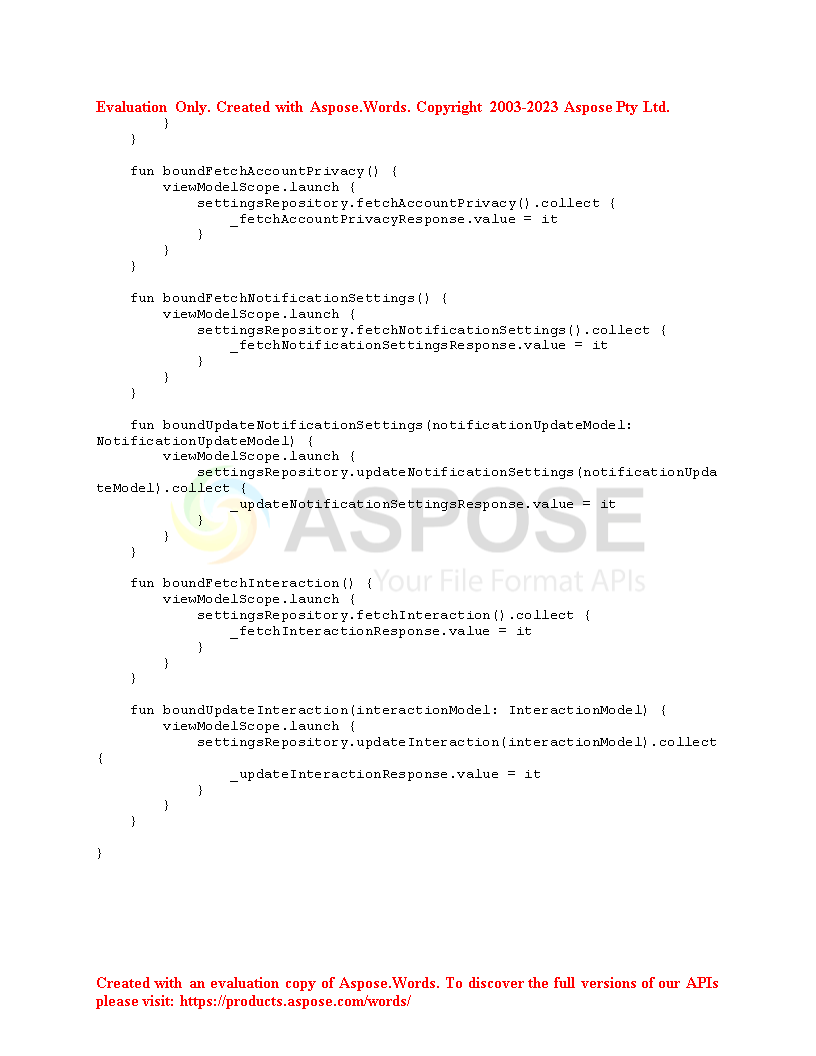 Evaluation Only. Created with Aspose.Words. Copyright 2003-2023 Aspose Pty Ltd.
        }
    }

    fun boundFetchAccountPrivacy() {
        viewModelScope.launch {
            settingsRepository.fetchAccountPrivacy().collect {
                _fetchAccountPrivacyResponse.value = it
            }
        }
    }

    fun boundFetchNotificationSettings() {
        viewModelScope.launch {
            settingsRepository.fetchNotificationSettings().collect {
                _fetchNotificationSettingsResponse.value = it
            }
        }
    }

    fun boundUpdateNotificationSettings(notificationUpdateModel:
NotificationUpdateModel) {
        viewModelScope.launch {
            settingsRepository.updateNotificationSettings(notificationUpda
teModel).collect {
                _updateNotificationSettingsResponse.value = it
            }
        }
    }
ASPOSE
Your File Format APIs

    fun boundFetchInteraction() {
        viewModelScope.launch {
            settingsRepository.fetchInteraction().collect {
                _fetchInteractionResponse.value = it
            }
        }
    }

    fun boundUpdateInteraction(interactionModel: InteractionModel) {
        viewModelScope.launch {
            settingsRepository.updateInteraction(interactionModel).collect
{
                _updateInteractionResponse.value = it
            }
        }
    }

}
Created with an evaluation copy of Aspose.Words. To discover the full versions of our APIs
please visit: https://products.aspose.com/words/